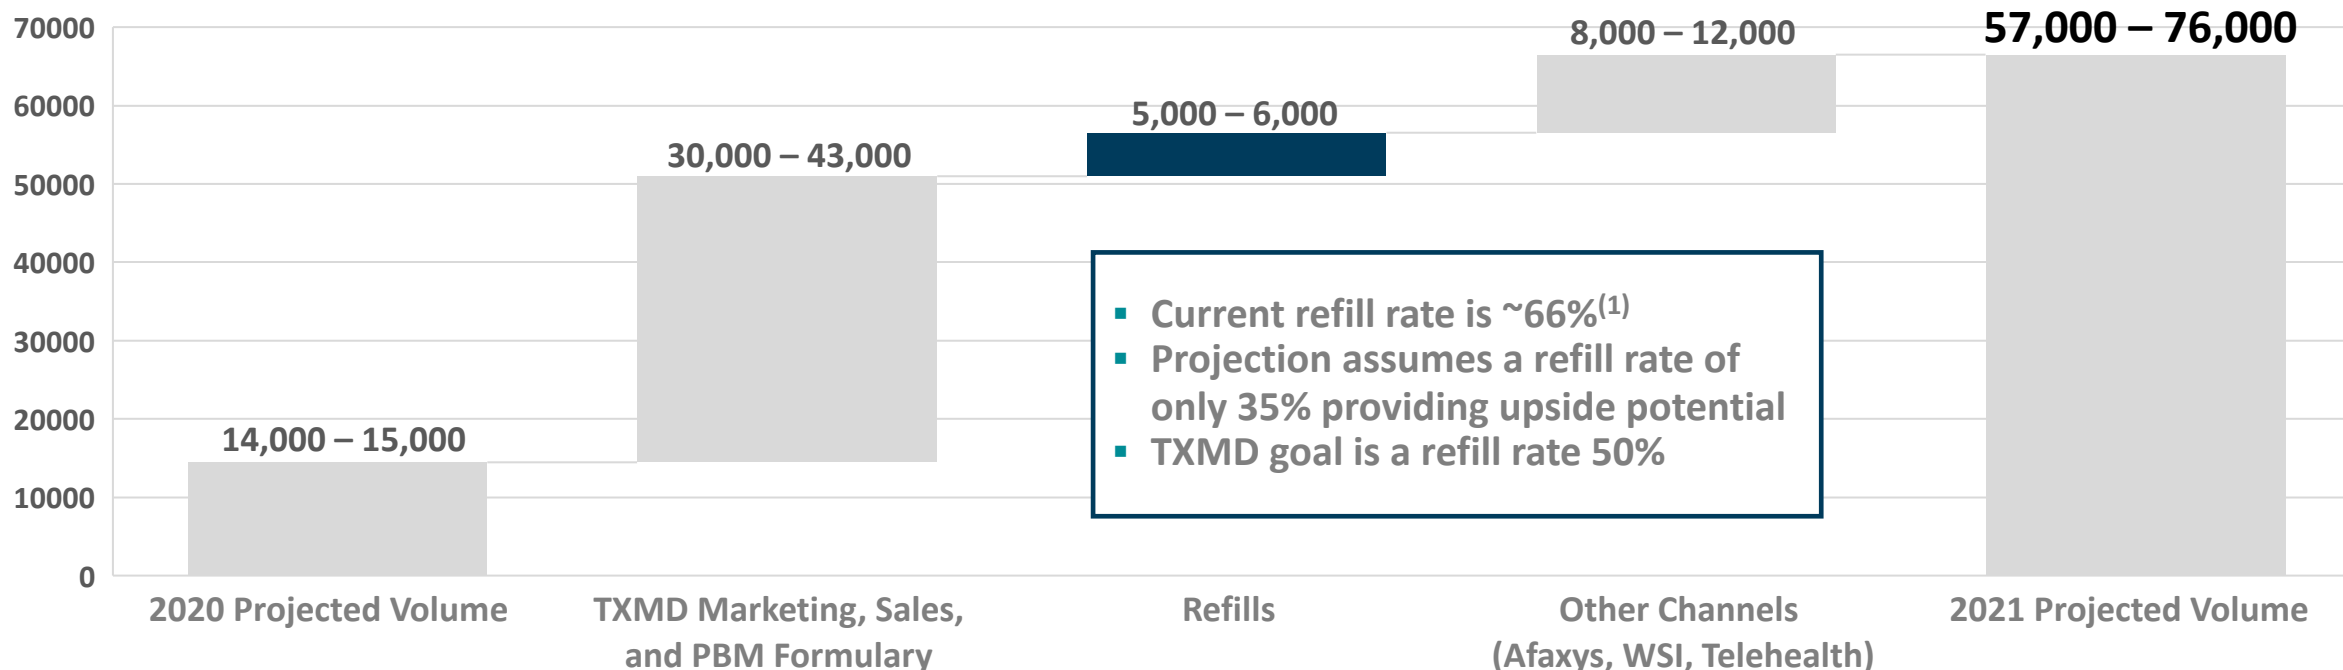 70000
60000
50000
40000
30000
20000
10000
0
14,000 – 15,000
30,000 – 43,000
5,000 – 6,000
8,000 – 12,000
57,000 – 76,000
▪ Current refill rate is ~66%(1)
▪ Projection assumes a refill rate of
only 35% providing upside potential
▪ TXMD goal is a refill rate 50%
2020 Projected Volume
TXMD Marketing, Sales,
and PBM Formulary
Refills
Other Channels
(Afaxys, WSI, Telehealth)
2021 Projected Volume